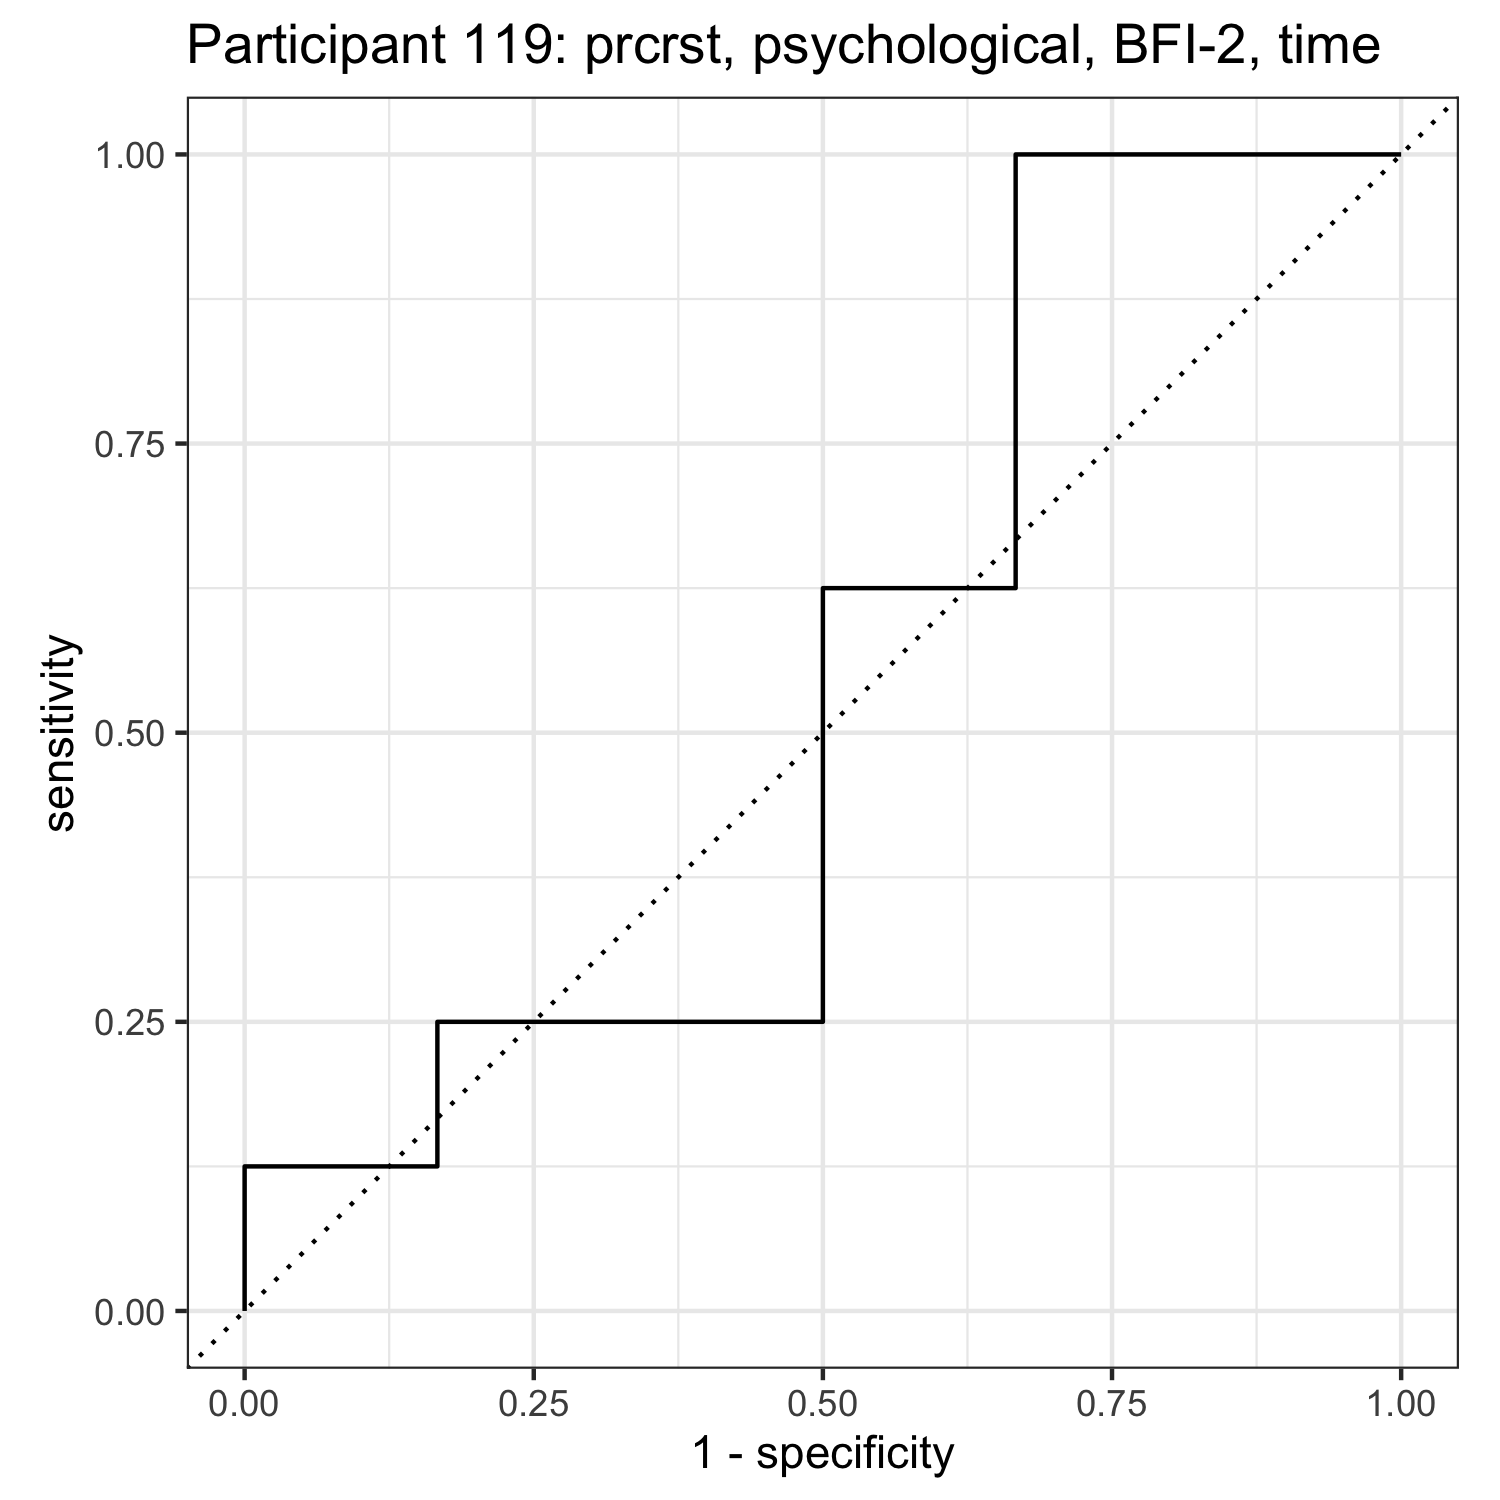 Participant 119: prcrst, psychological, BFI-2, time
1.00
0.75
0.50
0.25
0.00
sensitivity
0.00 0.25 0.50 0.75 1.00
1 - specificity